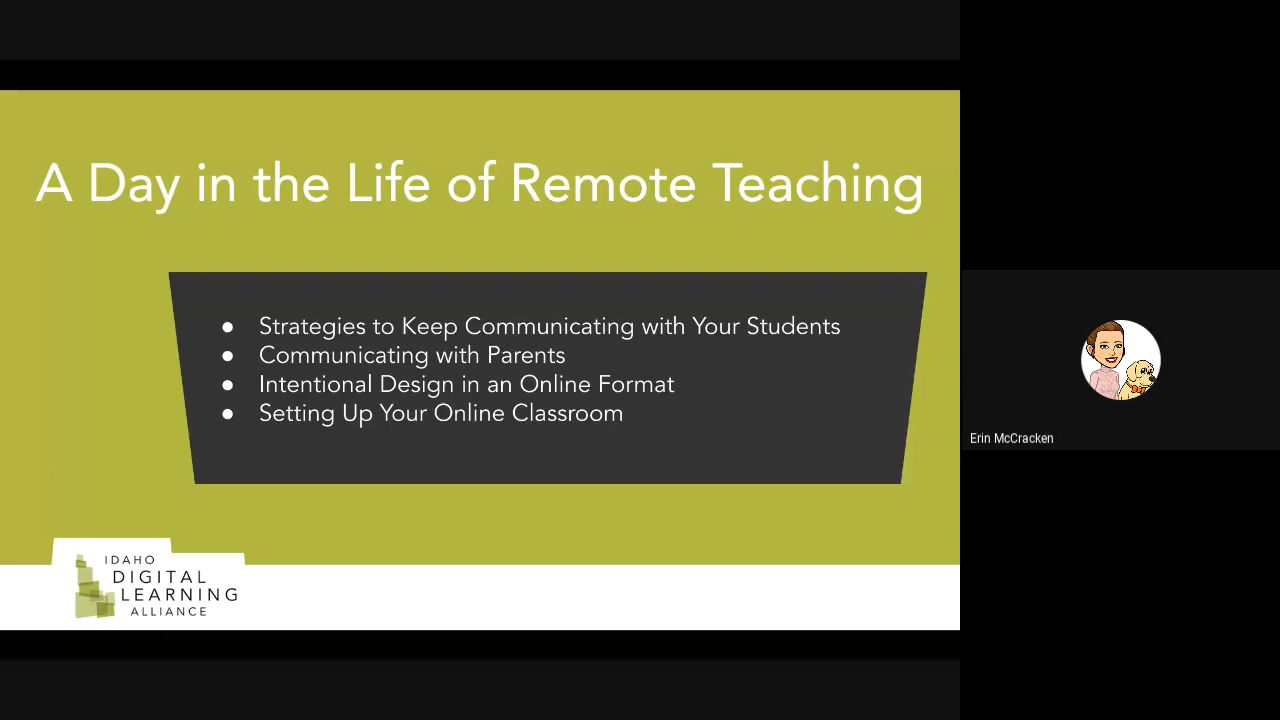 A Day in the Life of Remote Teaching
● Strategies to Keep Communicating with Your Students
● Communicating with Parents
● Intentional Design in an Online Format
● Setting Up Your Online Classroom
IDAHO
DIGITAL
LEARNING
ALLIANCE
Erin McCracken